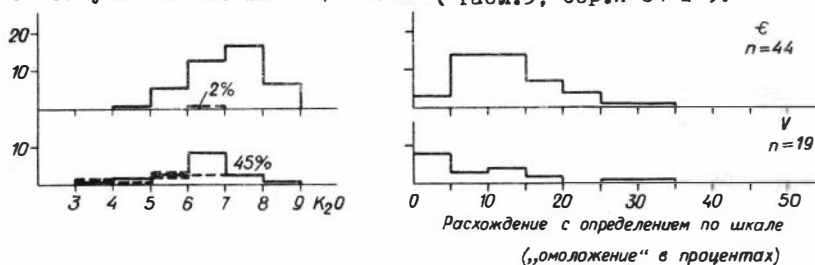 20
10
2%
10
45%
3 4 5 6 7 8 9 K₂O
Є
n=44
V
n=19
0 10 20 30 40 50
Расхождение с определением по шкале
(„омоложение“ в процентах)